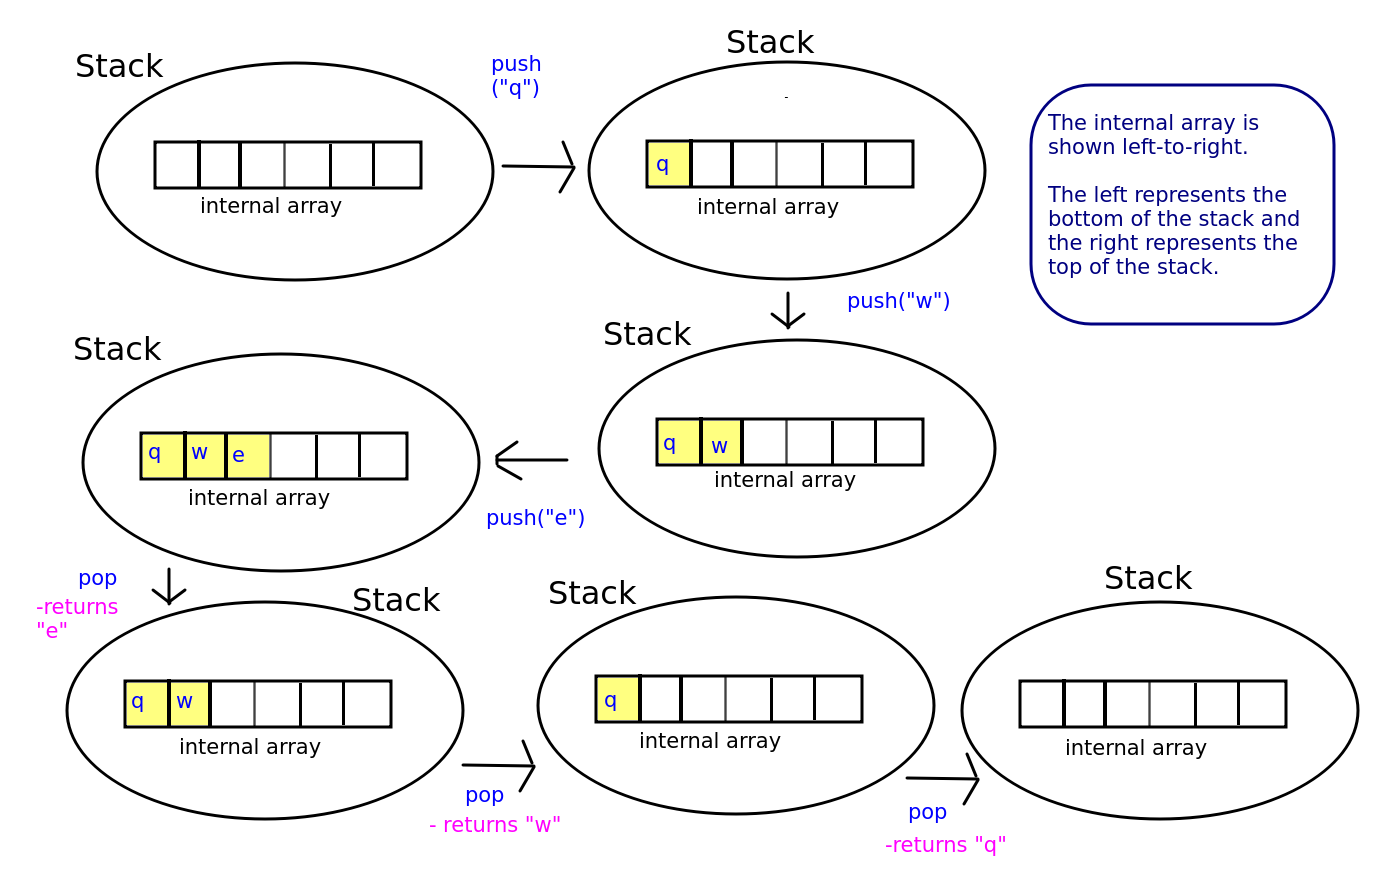 Stack
push
("q")
Stack
q
internal array
internal array
The internal array is
shown left-to-right.
The left represents the
bottom of the stack and
the right represents the
top of the stack.
push("w")
Stack
q w e
internal array
push("e")
Stack
q w
internal array
pop
-returns
"e"
Stack
q w
internal array
pop
- returns "w"
Stack
q
internal array
pop
-returns "q"
Stack
internal array